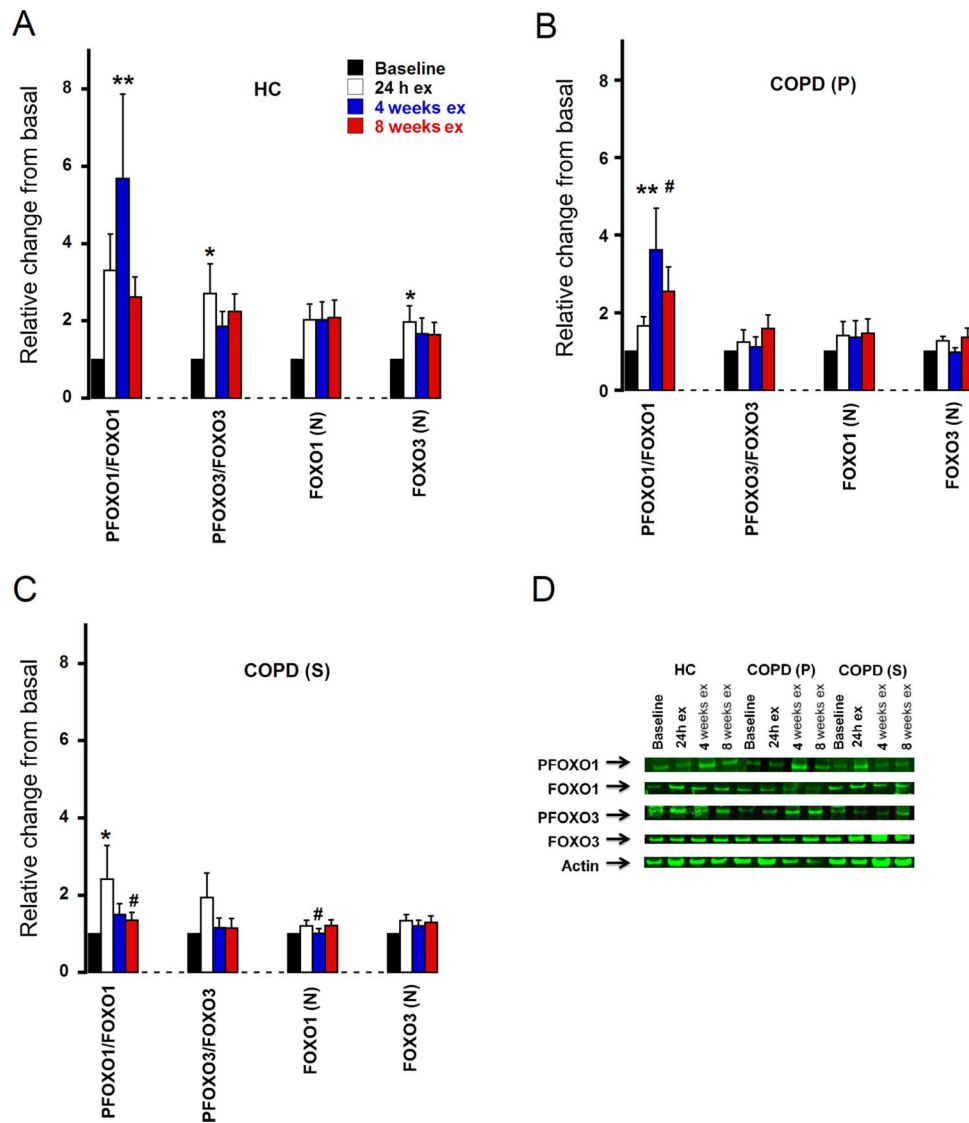 A
Relative change from basal
8
6
4
2
0
**
*
*
HC
Baseline
24 h ex
4 weeks ex
8 weeks ex
PFOXO1/FOXO1
PFOXO3/FOXO3
FOXO1 (N)
FOXO3 (N)
B
Relative change from basal
8
6
4
2
0
COPD (P)
** #
PFOXO1/FOXO1
PFOXO3/FOXO3
FOXO1 (N)
FOXO3 (N)
C
Relative change from basal
8
6
4
2
0
COPD (S)
*
#
#
PFOXO1/FOXO1
PFOXO3/FOXO3
FOXO1 (N)
FOXO3 (N)
D
HC COPD (P) COPD (S)
Baseline
24h ex
4 weeks ex
8 weeks ex
Baseline
24h ex
4 weeks ex
8 weeks ex
Baseline
24h ex
4 weeks ex
8 weeks ex
PFOXO1
FOXO1
PFOXO3
FOXO3
Actin